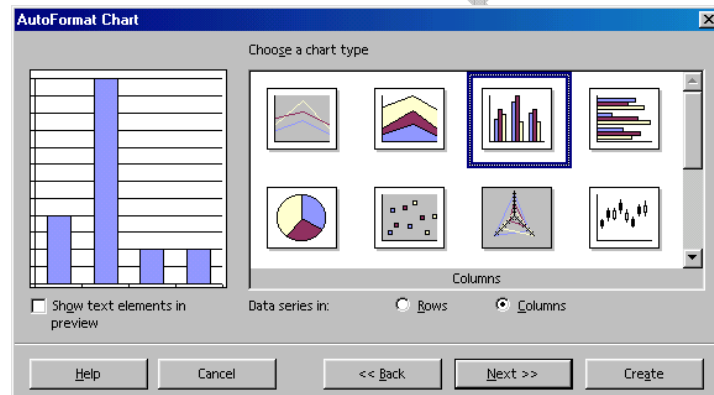 AutoFormat Chart
Choose a chart type
Columns
Show text elements in
preview
Data series in:
Rows
Columns
Help
Cancel
<< Back
Next >>
Create